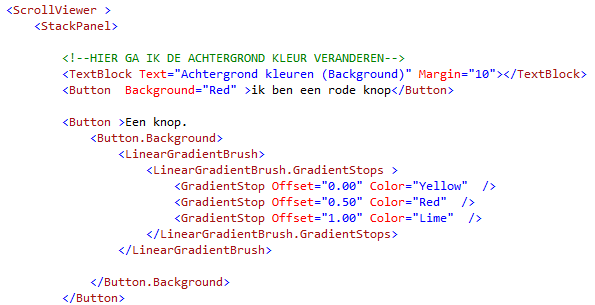 <ScrollViewer >
<StackPanel>
<!--HIER GA IK DE ACHTERGROND KLEUR VERANDEREN-->
<TextBlock Text="Achtergrond kleuren (Background)" Margin="10"></TextBlock>
<Button  Background="Red" >ik ben een rode knop</Button>
<Button >Een knop.
<Button.Background>
<LinearGradientBrush>
<LinearGradientBrush.GradientStops >
<GradientStop Offset="0.00" Color="Yellow"  />
<GradientStop Offset="0.50" Color="Red"  />
<GradientStop Offset="1.00" Color="Lime"  />
</LinearGradientBrush.GradientStops>
</LinearGradientBrush>
</Button.Background>
</Button>